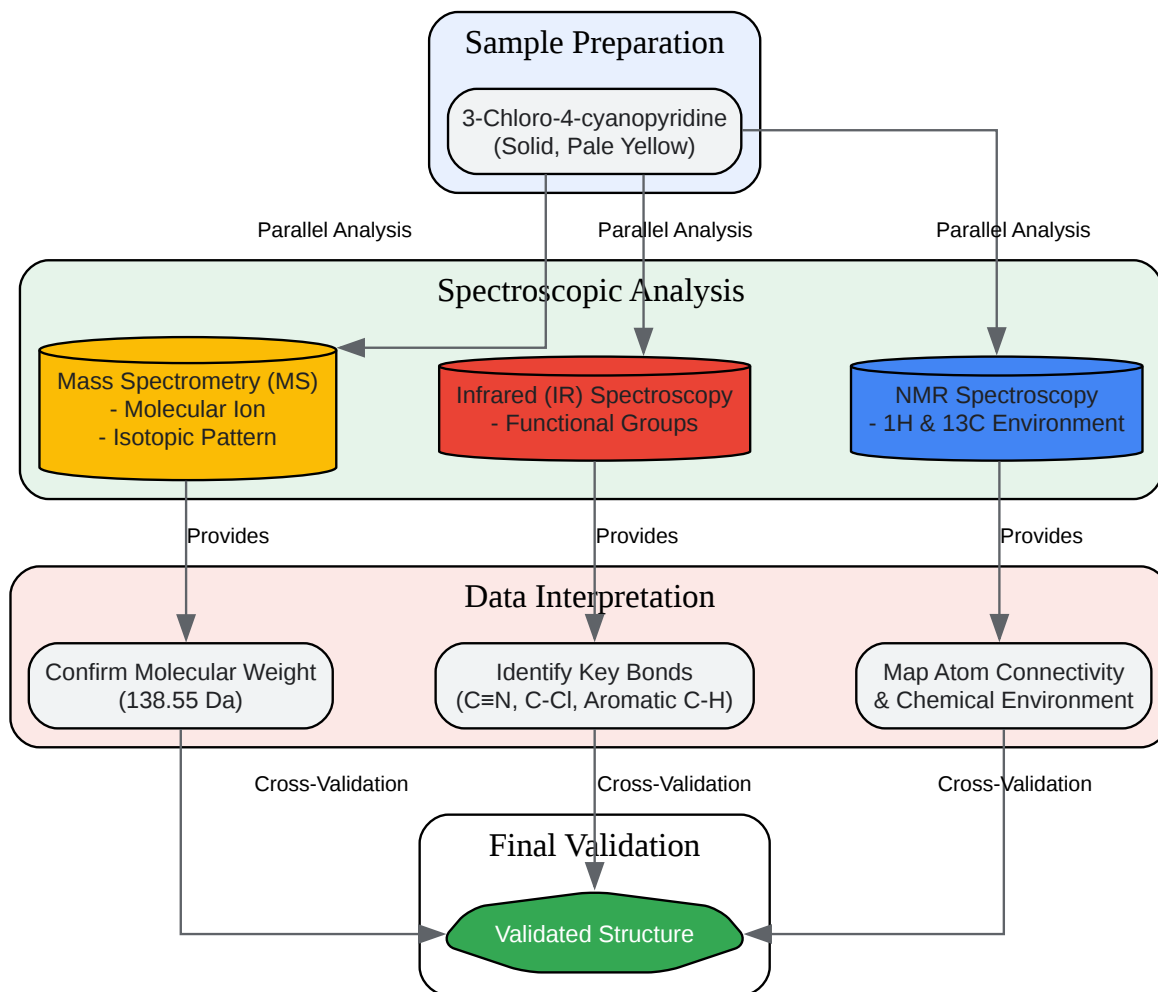 Sample Preparation
3-Chloro-4-cyanopyridine
(Solid, Pale Yellow)
Parallel Analysis
Parallel Analysis
Parallel Analysis
Spectroscopic Analysis
Mass Spectrometry (MS)
- Molecular Ion
- Isotopic Pattern
Infrared (IR) Spectroscopy
- Functional Groups
NMR Spectroscopy
- 1H & 13C Environment
Provides
Provides
Provides
Data Interpretation
Confirm Molecular Weight
(138.55 Da)
Identify Key Bonds
(C≡N, C-Cl, Aromatic C-H)
Map Atom Connectivity
& Chemical Environment
Cross-Validation
Cross-Validation
Cross-Validation
Final Validation
Validated Structure